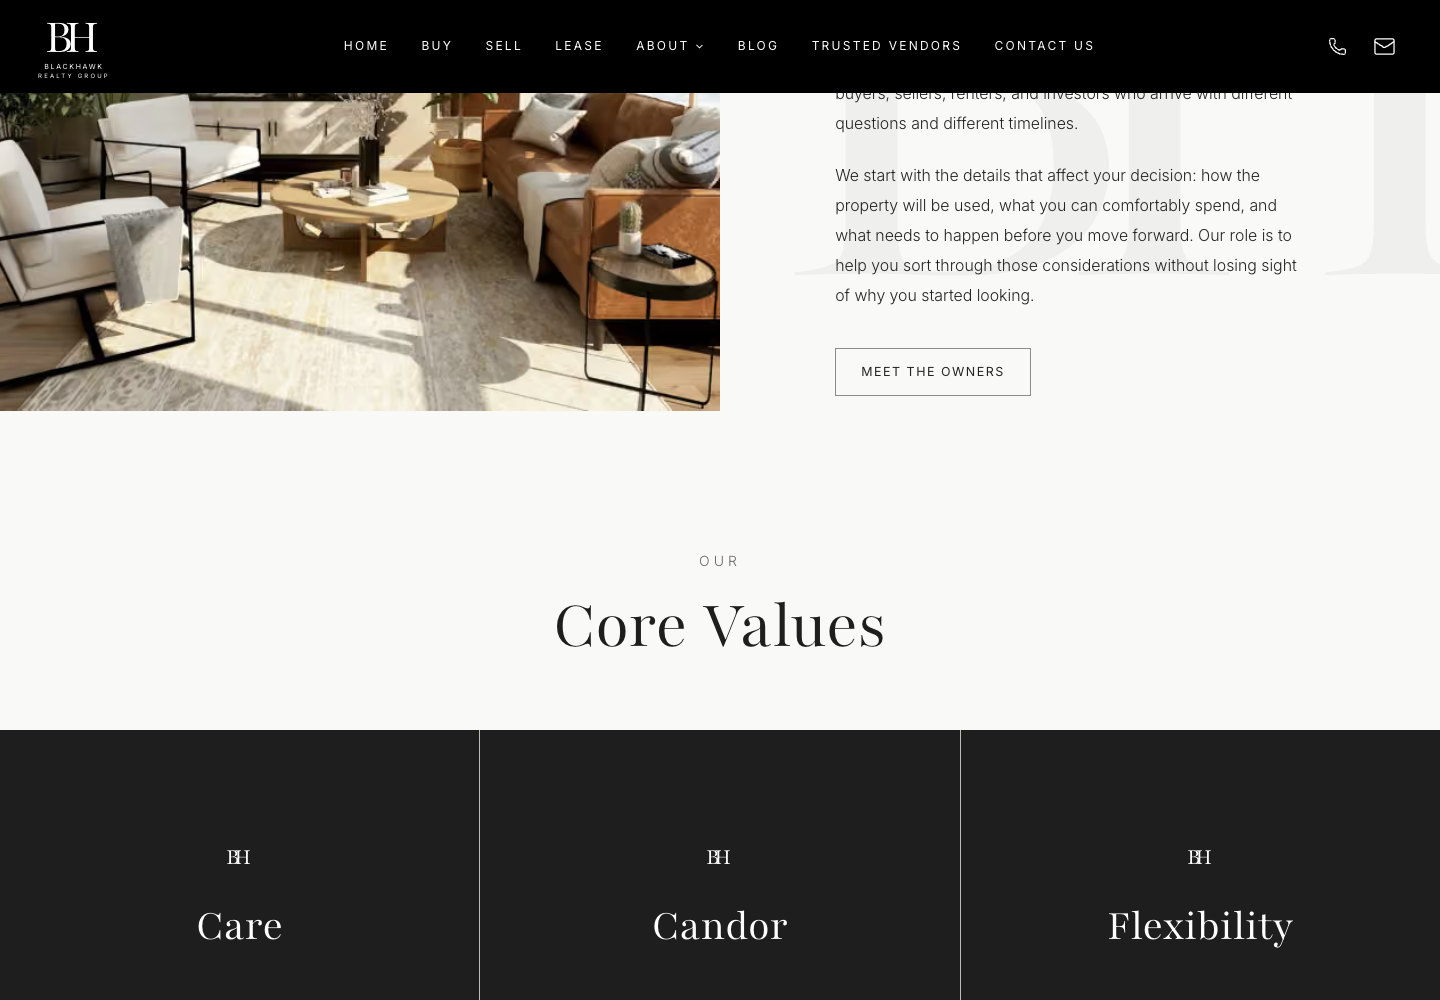 BH
BLACKHAWK
REALTY GROUP
HOME BUY SELL LEASE ABOUT BLOG TRUSTED VENDORS CONTACT US
buyers, sellers, renters, and investors who arrive with different
questions and different timelines.
We start with the details that affect your decision: how the
property will be used, what you can comfortably spend, and
what needs to happen before you move forward. Our role is to
help you sort through those considerations without losing sight
of why you started looking.
MEET THE OWNERS
OUR
Core Values
BH
Care
BH
Candor
BH
Flexibility